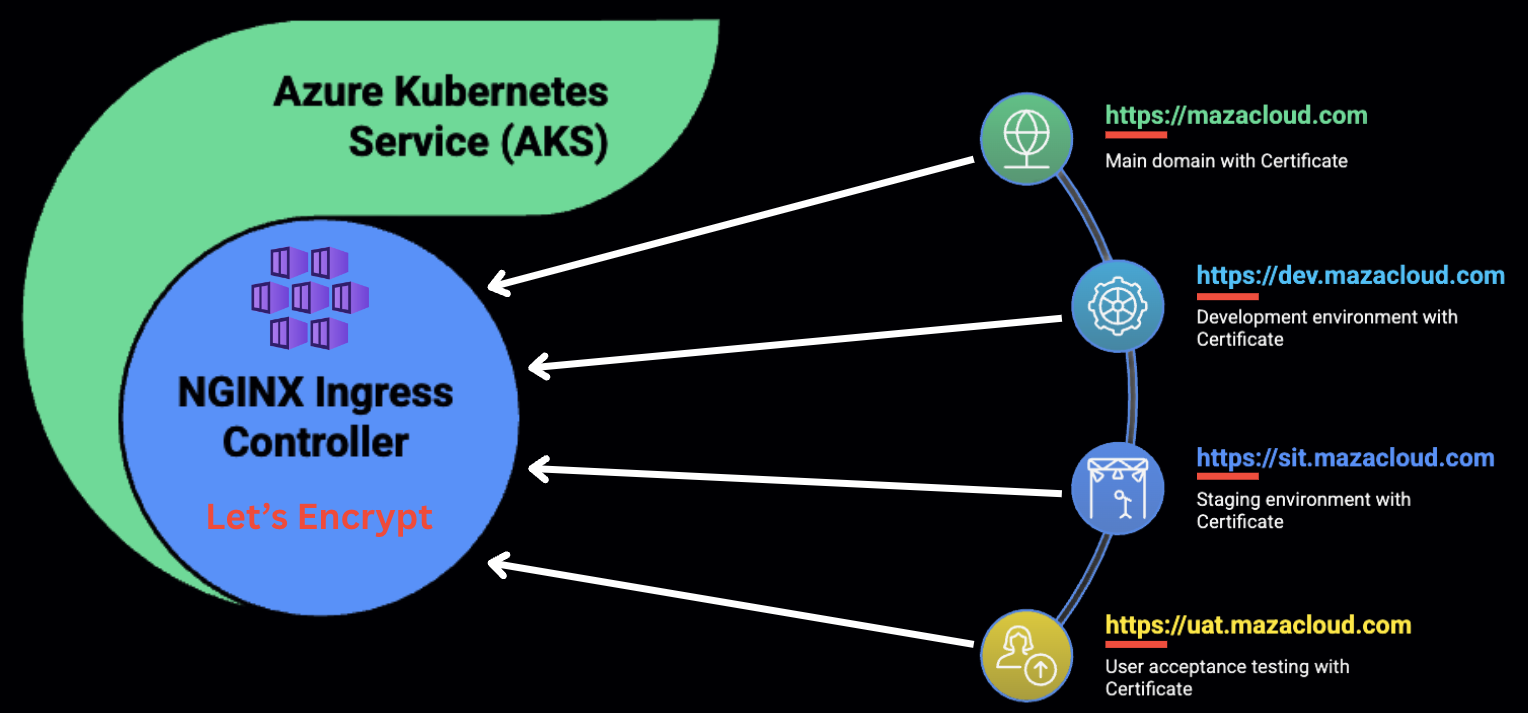 Azure Kubernetes
Service (AKS)
NGINX Ingress
Controller
Let’s Encrypt
https://mazacloud.com
Main domain with Certificate
https://dev.mazacloud.com
Development environment with
Certificate
https://sit.mazacloud.com
Staging environment with
Certificate
https://uat.mazacloud.com
User acceptance testing with
Certificate